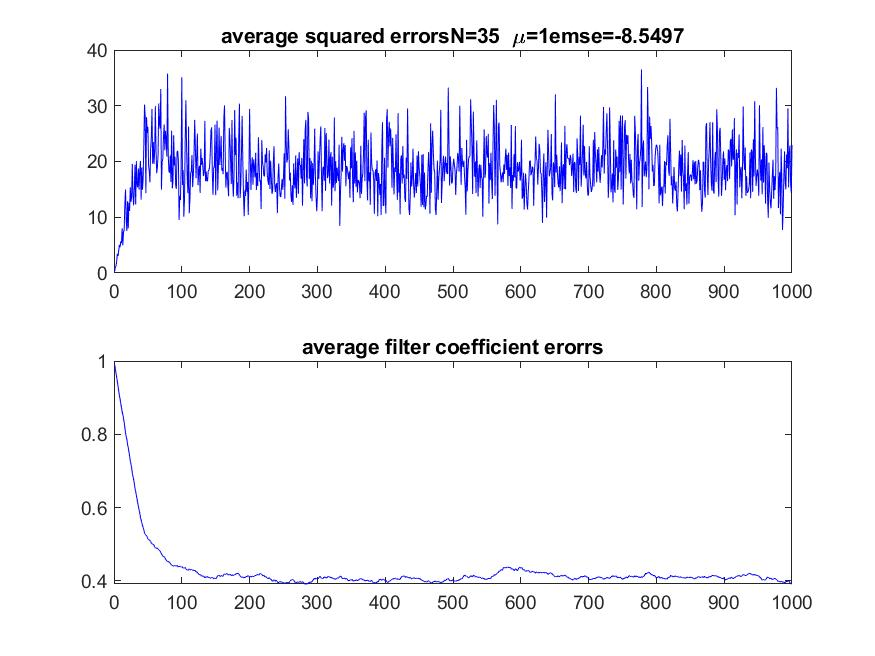 average squared errorsN=35 μ=1emse=-8.5497
40
30
20
10
0
0 100 200 300 400 500 600 700 800 900 1000
average filter coefficient erorrs
1
0.8
0.6
0.4
0 100 200 300 400 500 600 700 800 900 1000